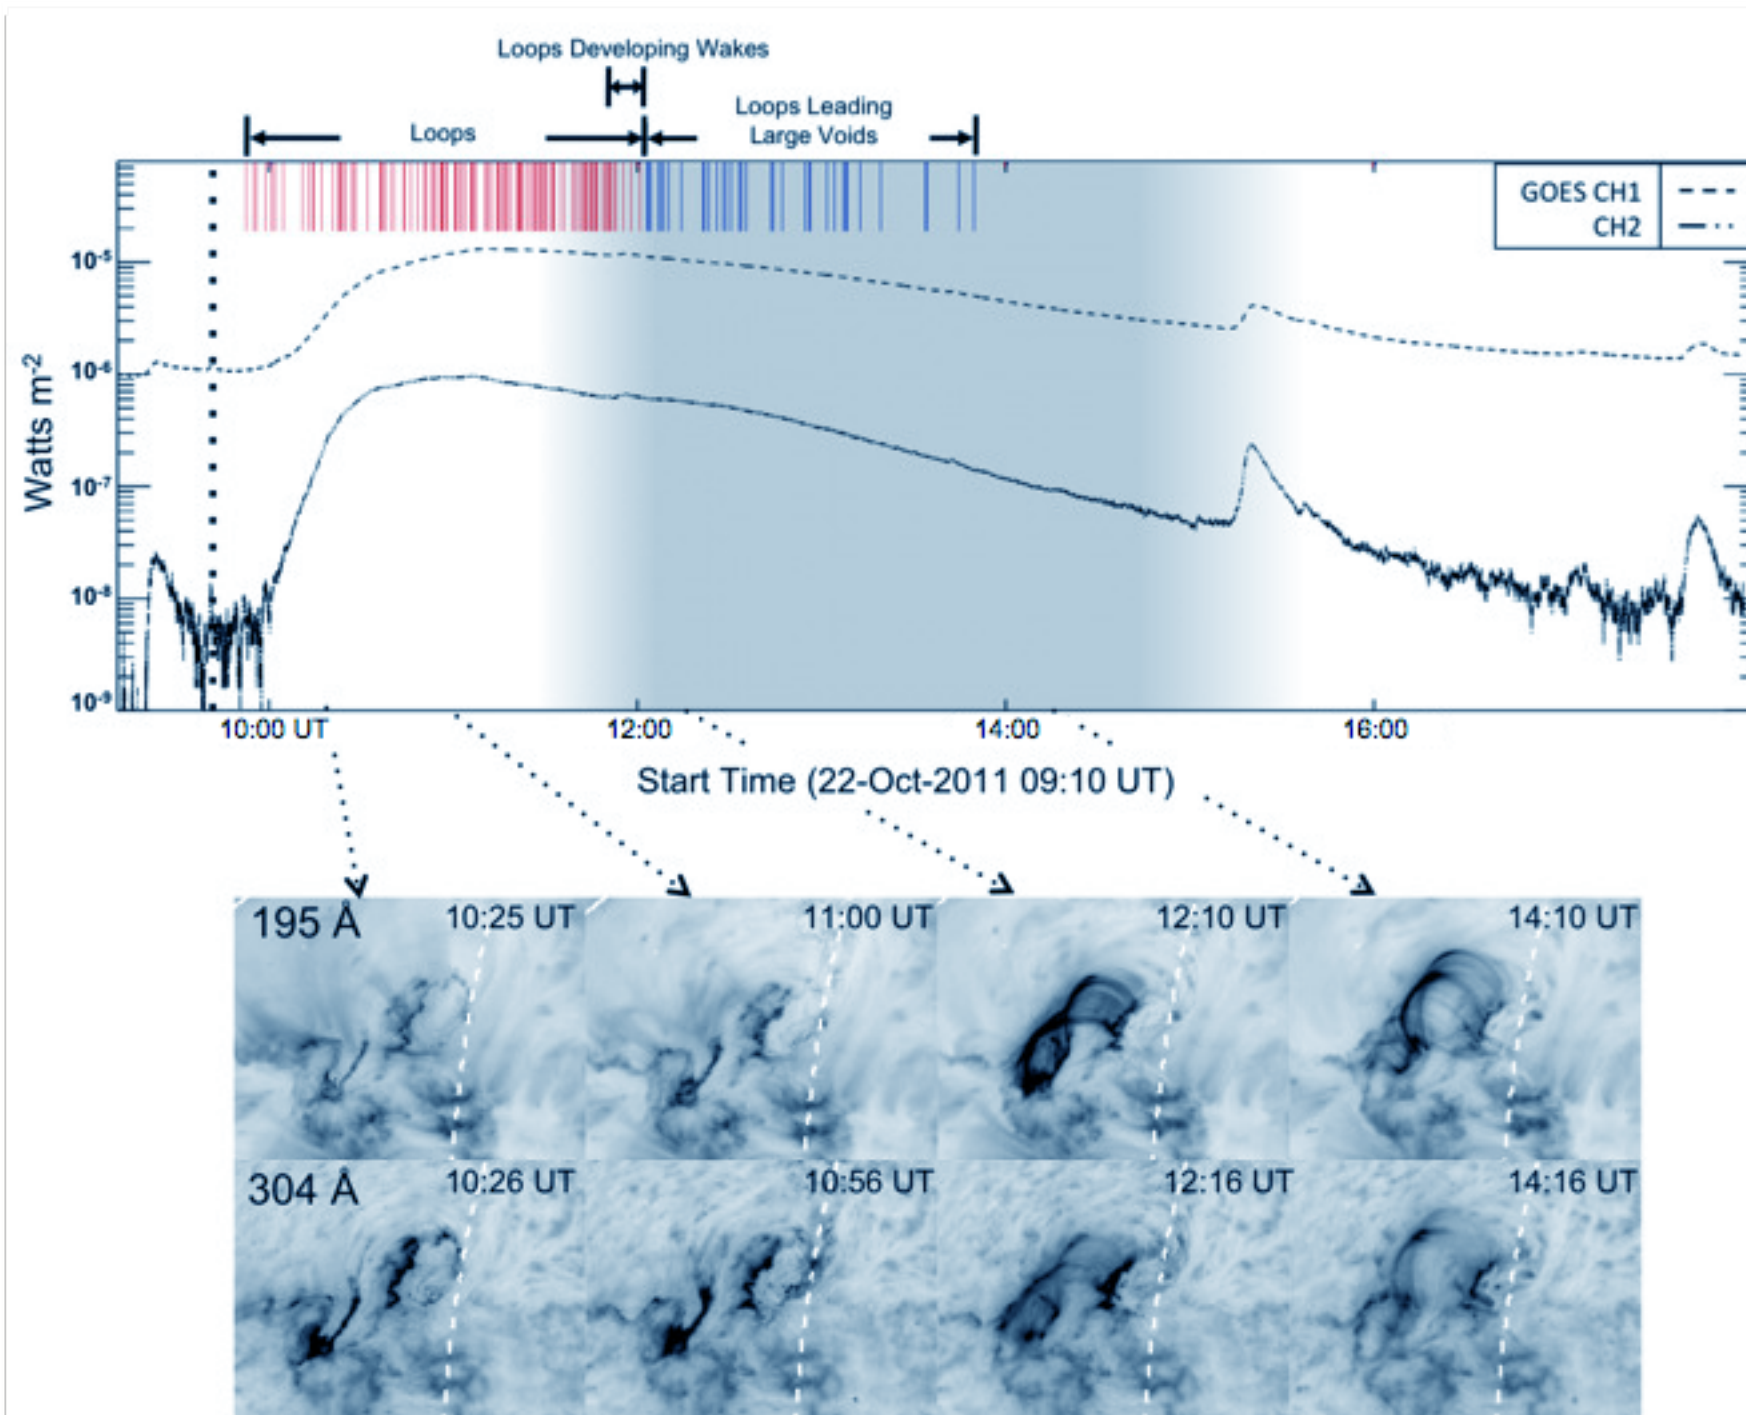 Loops Developing Wakes
Loops
Loops Leading
Large Voids
GOES CH1
CH2
Watts m-2
10-5
10-6
10-7
10-8
10-9
10:00 UT
12:00
14:00
16:00
Start Time (22-Oct-2011 09:10 UT)
195 Å
10:25 UT
11:00 UT
12:10 UT
14:10 UT
304 Å
10:26 UT
10:56 UT
12:16 UT
14:16 UT